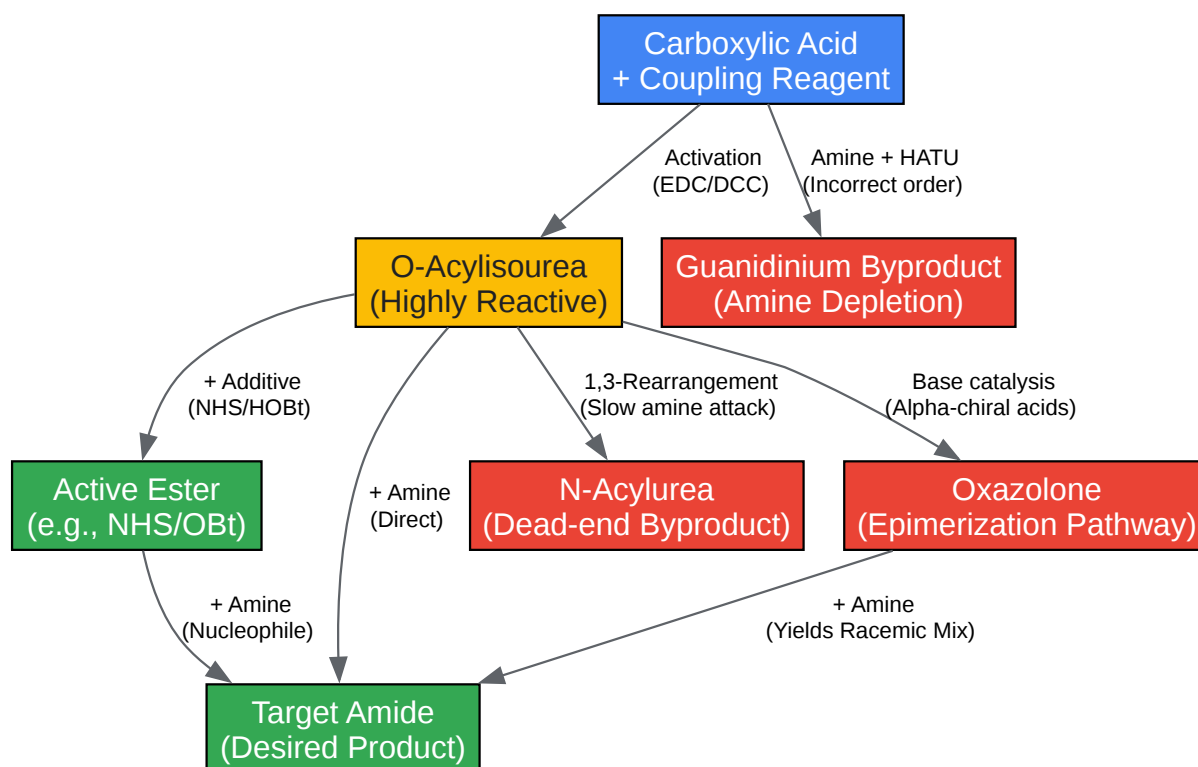 Carboxylic Acid
+ Coupling Reagent
Activation
(EDC/DCC)
Amine + HATU
(Incorrect order)
O-Acylisourea
(Highly Reactive)
Guanidinium Byproduct
(Amine Depletion)
+ Additive
(NHS/HOBt)
1,3-Rearrangement
(Slow amine attack)
Base catalysis
(Alpha-chiral acids)
+ Amine
(Direct)
Active Ester
(e.g., NHS/OBt)
N-Acylurea
(Dead-end Byproduct)
Oxazolone
(Epimerization Pathway)
+ Amine
(Nucleophile)
+ Amine
(Yields Racemic Mix)
Target Amide
(Desired Product)